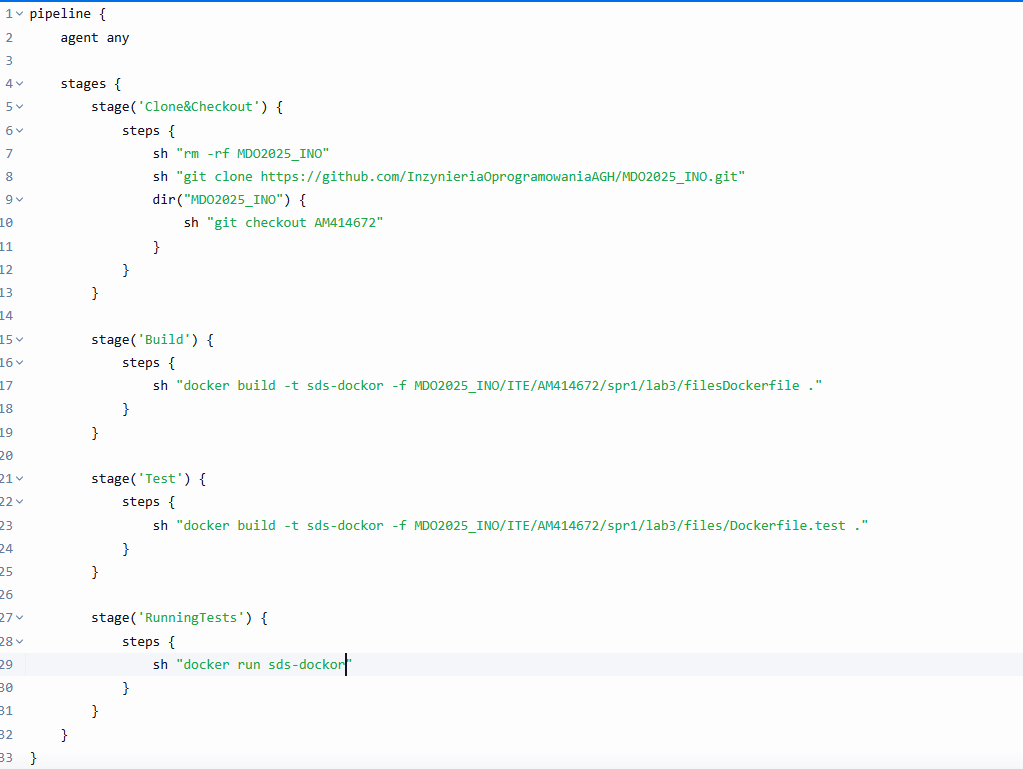 1 pipeline {
2     agent any
3
4     stages {
5         stage('Clone&Checkout') {
6             steps {
7                 sh "rm -rf MDO2025_INO"
8                 sh "git clone https://github.com/InzynieriaOprogramowaniaAGH/MDO2025_INO.git"
9                 dir("MDO2025_INO") {
10                     sh "git checkout AM414672"
11                 }
12             }
13         }
14
15         stage('Build') {
16             steps {
17                 sh "docker build -t sds-dockor -f MDO2025_INO/ITE/AM414672/spr1/lab3/filesDockerfile ."
18             }
19         }
20
21         stage('Test') {
22             steps {
23                 sh "docker build -t sds-dockor -f MDO2025_INO/ITE/AM414672/spr1/lab3/files/Dockerfile.test ."
24             }
25         }
26
27         stage('RunningTests') {
28             steps {
29                 sh "docker run sds-dockor"
30             }
31         }
32     }
33 }